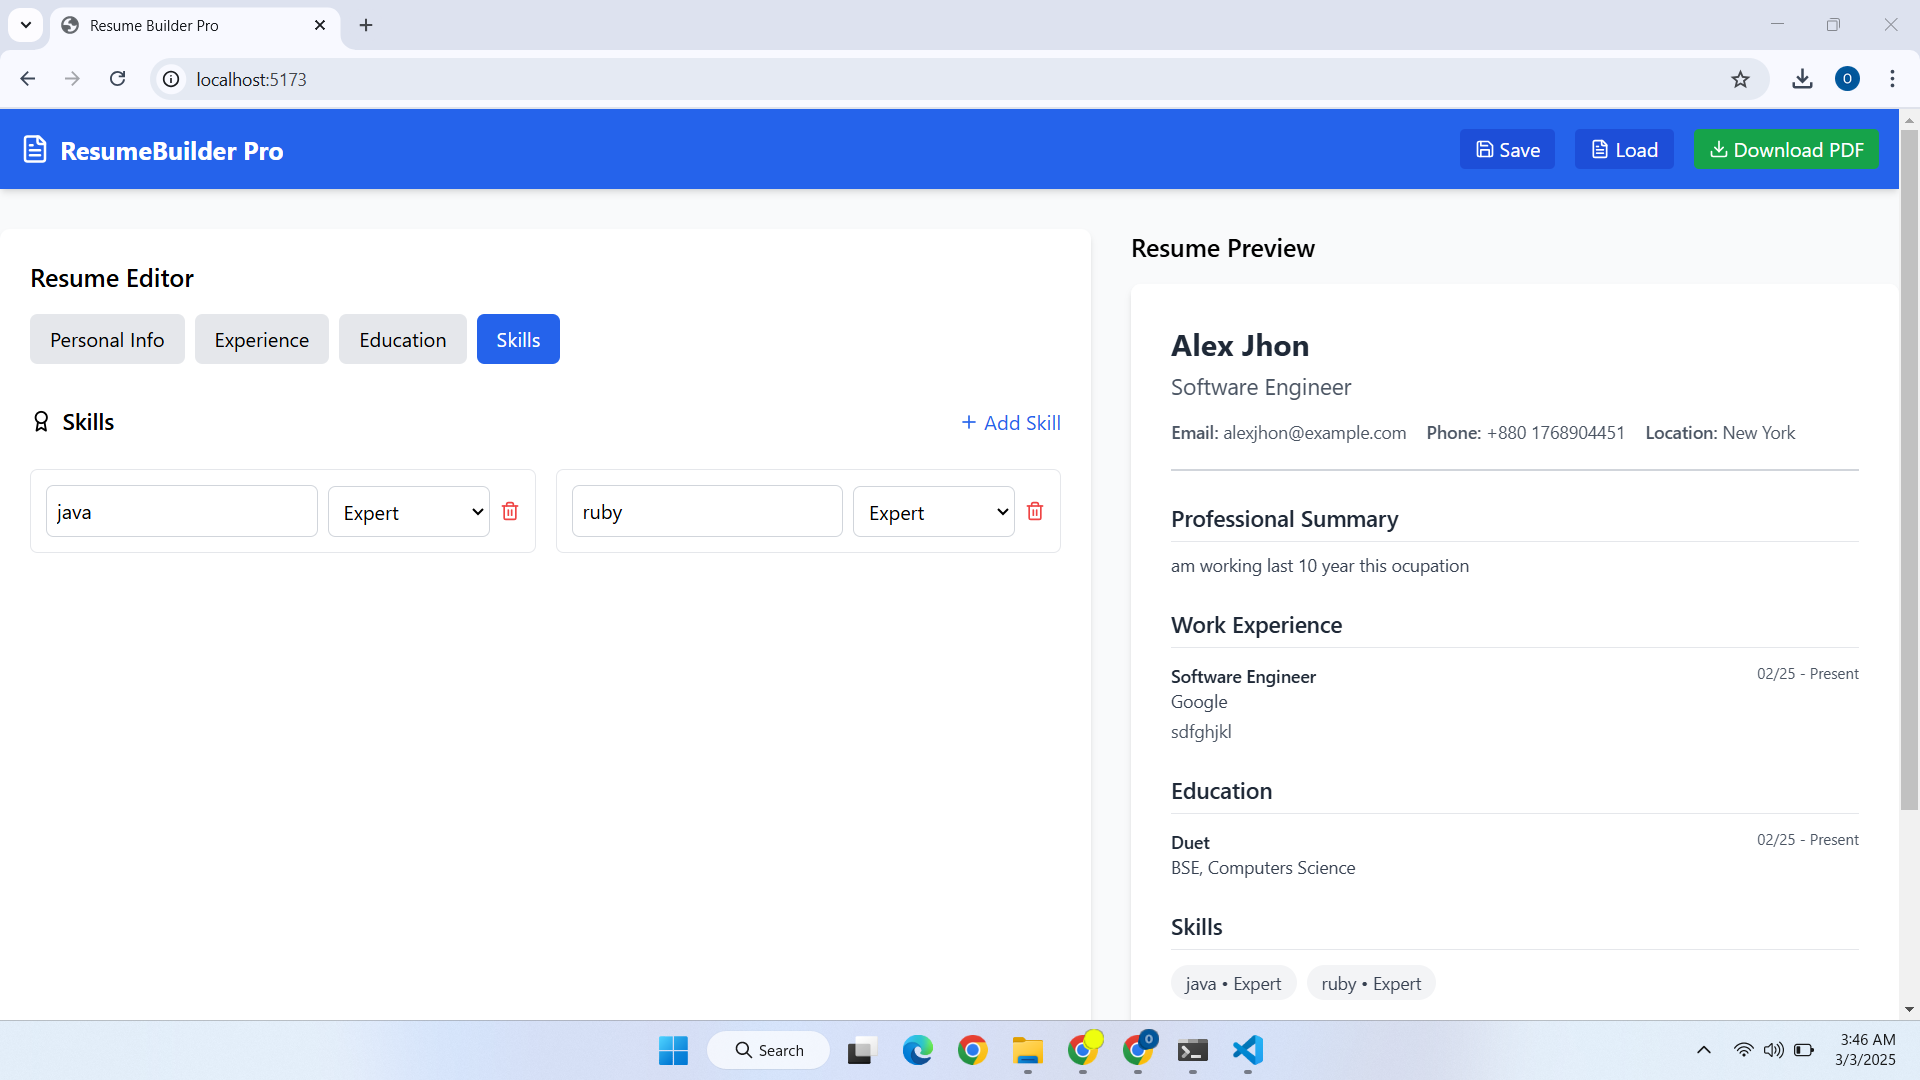 Resume Builder Pro
localhost:5173
0
ResumeBuilder Pro
Save
Load
Download PDF
Resume Editor
Personal Info
Experience
Education
Skills
Skills
+ Add Skill
java
Expert
ruby
Expert
Resume Preview
Alex Jhon
Software Engineer
Email: alexjhon@example.com Phone: +880 1768904451 Location: New York
Professional Summary
am working last 10 year this ocupation
Work Experience
Software Engineer 02/25 - Present
Google
sdfghjkl
Education
Duet 02/25 - Present
BSE, Computers Science
Skills
java • Expert
ruby • Expert
Search
0
3:46 AM
3/3/2025